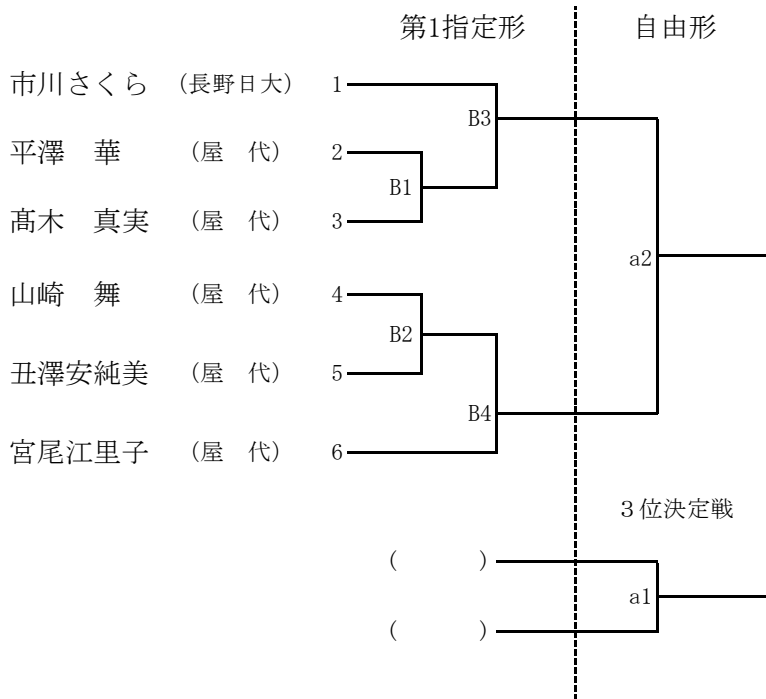 第1指定形 自由形
市川さくら (長野日大) 1
B3
平澤 華 (屋 代) 2
B1
髙木 真実 (屋 代) 3
a2
山崎 舞 (屋 代) 4
B2
丑澤安純美 (屋 代) 5
B4
宮尾江里子 (屋 代) 6
３位決定戦
( )
a1
( )